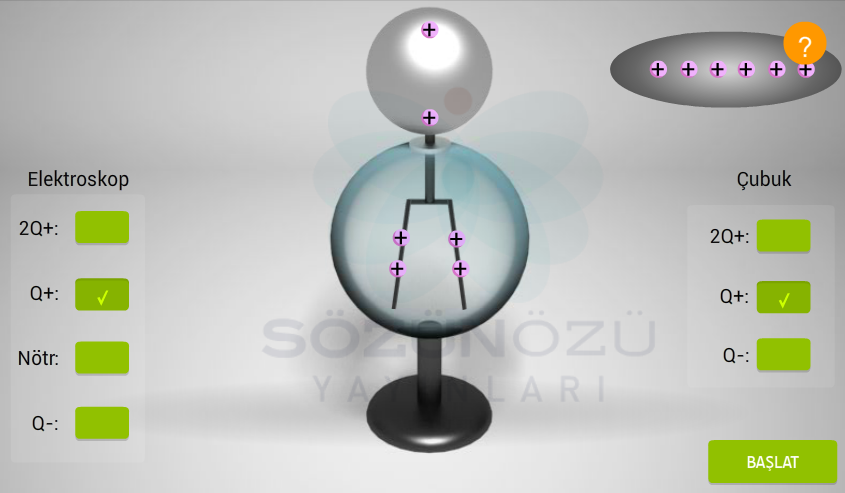 ?
Elektroskop
2Q+:
Q+: ✓
Nötr:
Q-:
Çubuk
2Q+:
Q+: ✓
Q-:
SÖZÜNÖZÜ
YAYINLARI
BAŞLAT